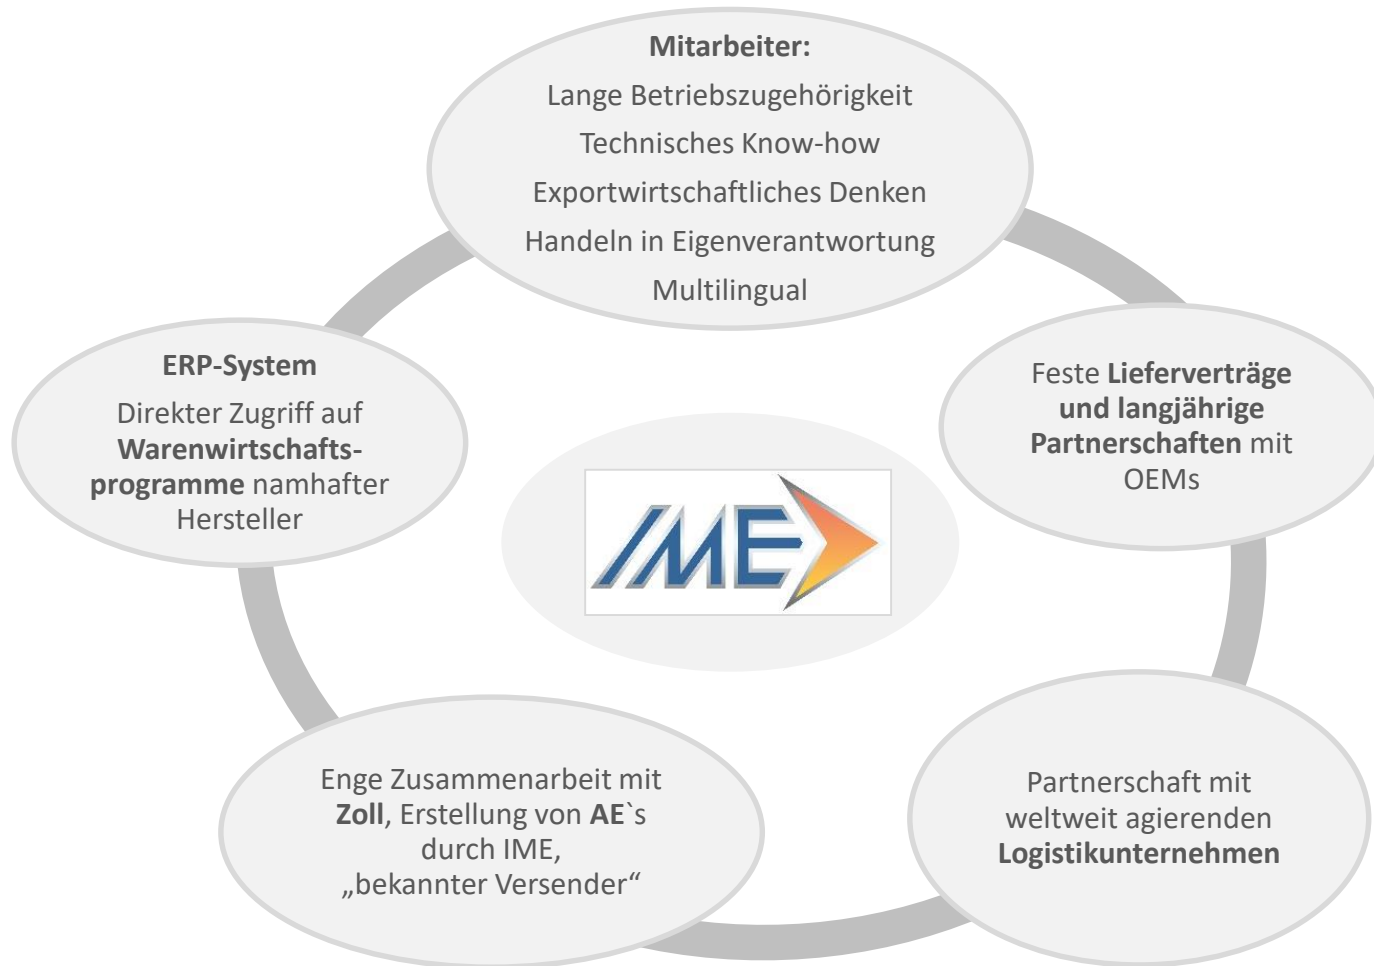 Mitarbeiter:
Lange Betriebszugehörigkeit
Technisches Know-how
Exportwirtschaftliches Denken
Handeln in Eigenverantwortung
Multilingual
ERP-System
Direkter Zugriff auf
Warenwirtschafts-
programme namhafter
Hersteller
Feste Lieferverträge
und langjährige
Partnerschaften mit
OEMs
IME
Enge Zusammenarbeit mit
Zoll, Erstellung von AE`s
durch IME,
„bekannter Versender“
Partnerschaft mit
weltweit agierenden
Logistikunternehmen